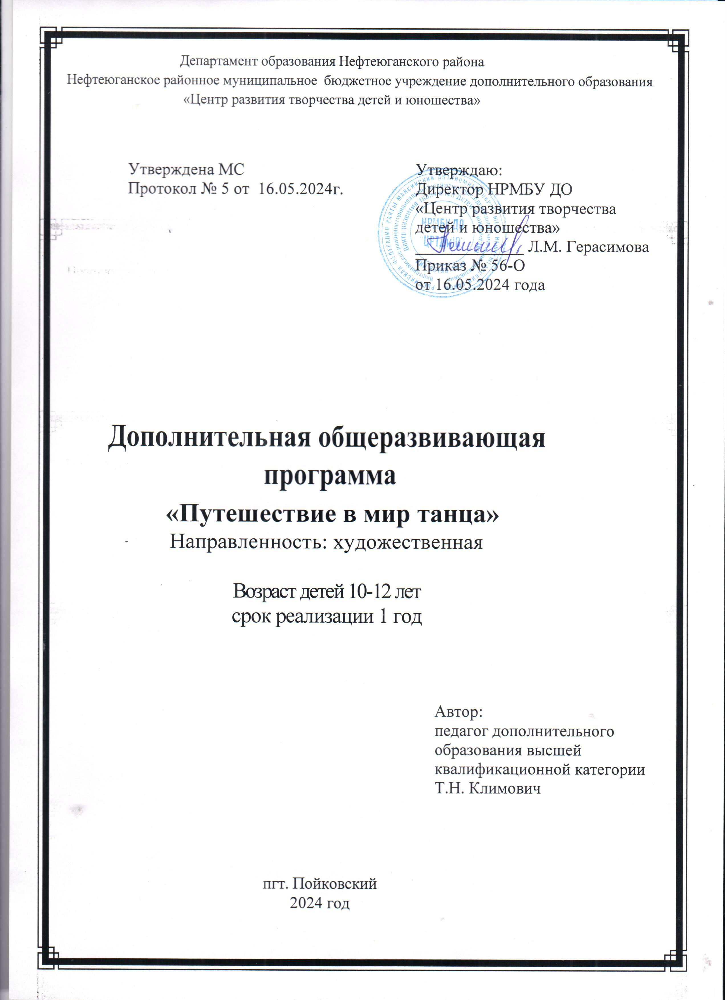 Департамент образования Нефтеюганского района
Нефтеюганское районное муниципальное бюджетное учреждение дополнительного образования
«Центр развития творчества детей и юношества»
Утверждена МС
Протокол № 5 от 16.05.2024г.
Утверждаю:
Директор НРМБУ ДО
«Центр развития творчества
детей и юношества»
Л.М. Герасимова
Приказ № 56-О
от 16.05.2024 года
НРМБУ ДО
Дополнительная общеразвивающая
программа
«Путешествие в мир танца»
Направленность: художественная
Возраст детей 10-12 лет
срок реализации 1 год
Автор:
педагог дополнительного
образования высшей
квалификационной категории
Т.Н. Климович
пгт. Пойковский
2024 год